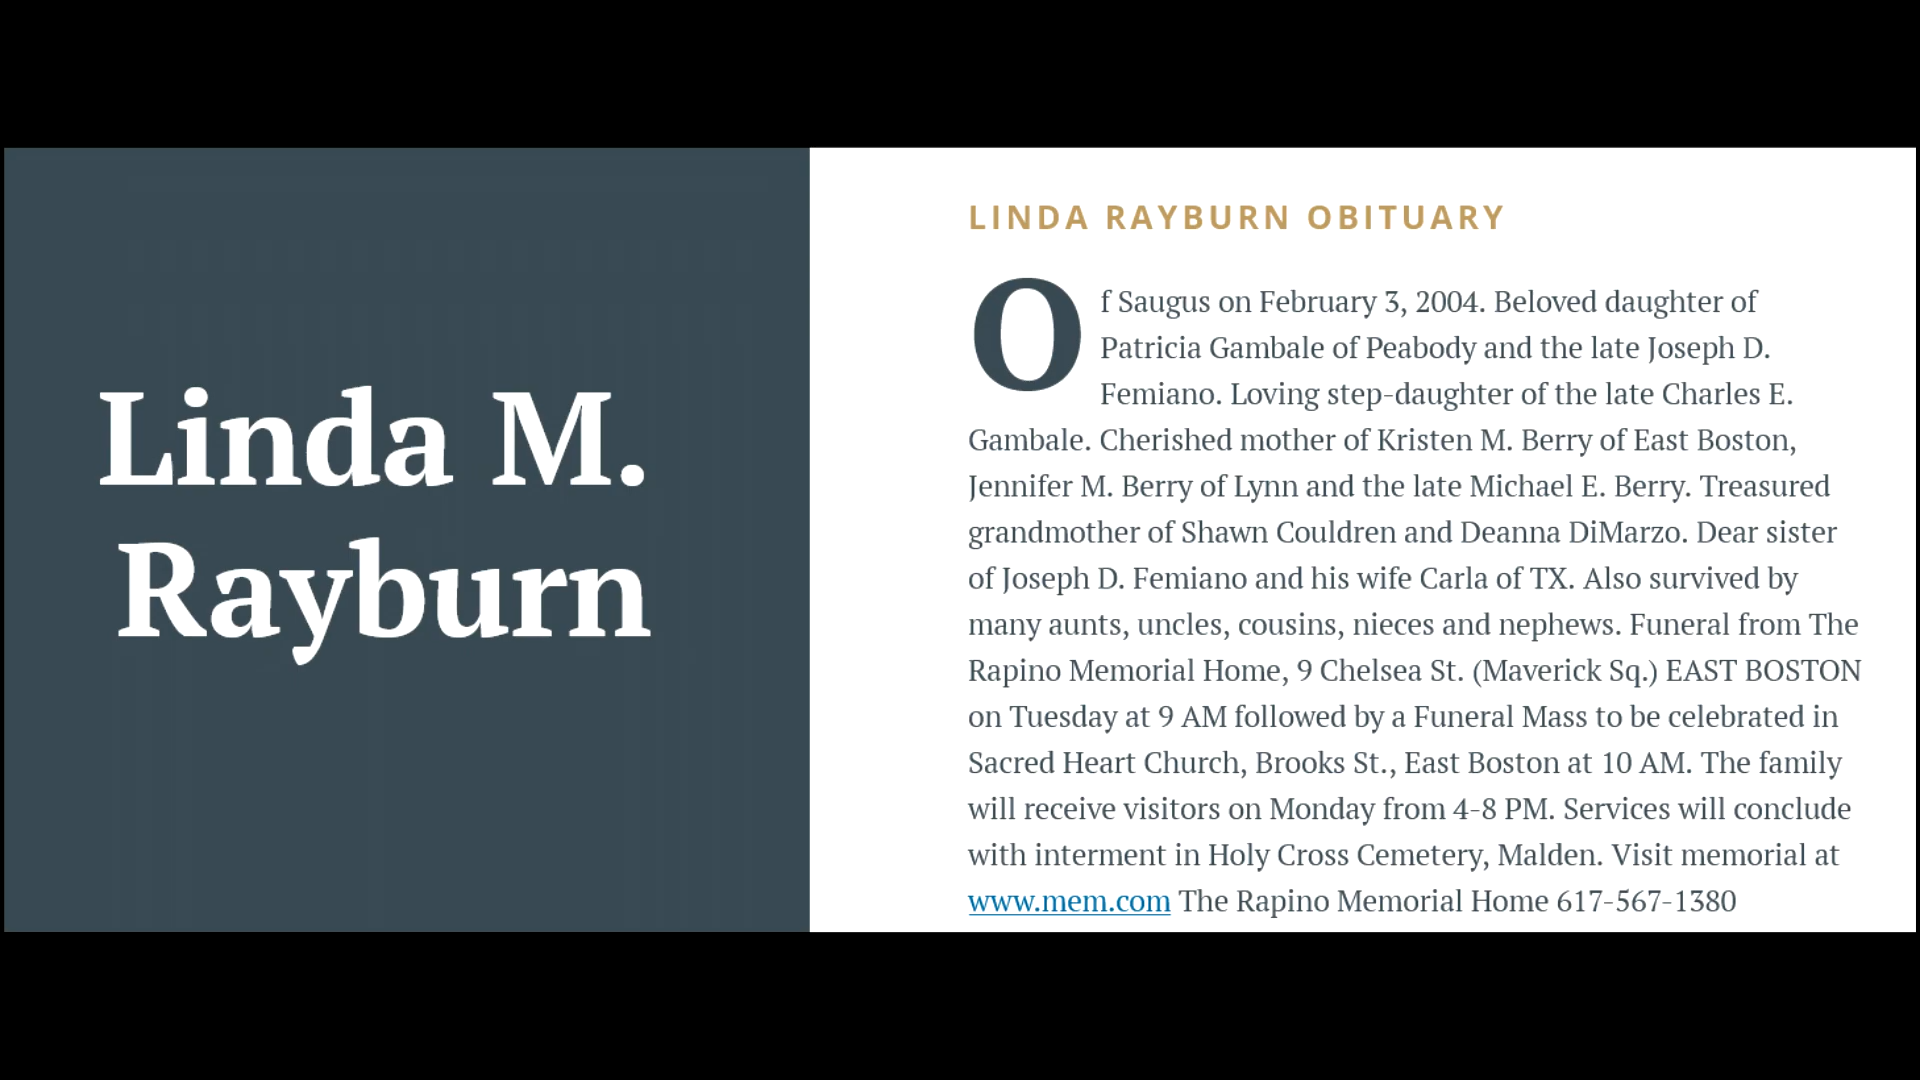 Linda M.
Rayburn
LINDA RAYBURN OBITUARY
Of Saugus on February 3, 2004. Beloved daughter of
Patricia Gambale of Peabody and the late Joseph D.
Femiano. Loving step-daughter of the late Charles E.
Gambale. Cherished mother of Kristen M. Berry of East Boston,
Jennifer M. Berry of Lynn and the late Michael E. Berry. Treasured
grandmother of Shawn Couldren and Deanna DiMarzo. Dear sister
of Joseph D. Femiano and his wife Carla of TX. Also survived by
many aunts, uncles, cousins, nieces and nephews. Funeral from The
Rapino Memorial Home, 9 Chelsea St. (Maverick Sq.) EAST BOSTON
on Tuesday at 9 AM followed by a Funeral Mass to be celebrated in
Sacred Heart Church, Brooks St., East Boston at 10 AM. The family
will receive visitors on Monday from 4-8 PM. Services will conclude
with interment in Holy Cross Cemetery, Malden. Visit memorial at
www.mem.com The Rapino Memorial Home 617-567-1380